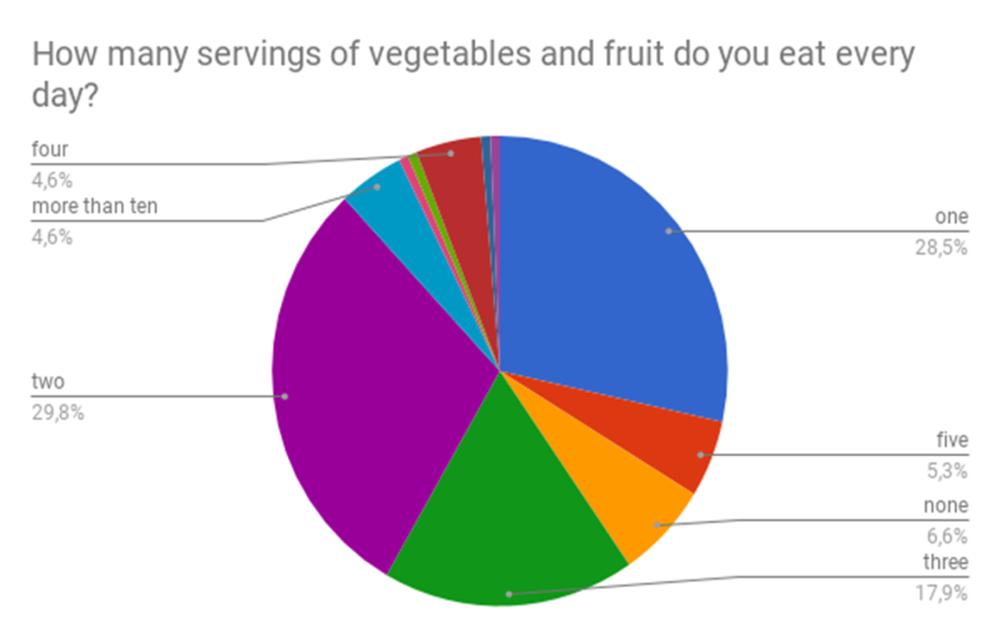 How many servings of vegetables and fruit do you eat every
day?
four
4,6%
more than ten
4,6%
two
29,8%
one
28,5%
five
5,3%
none
6,6%
three
17,9%